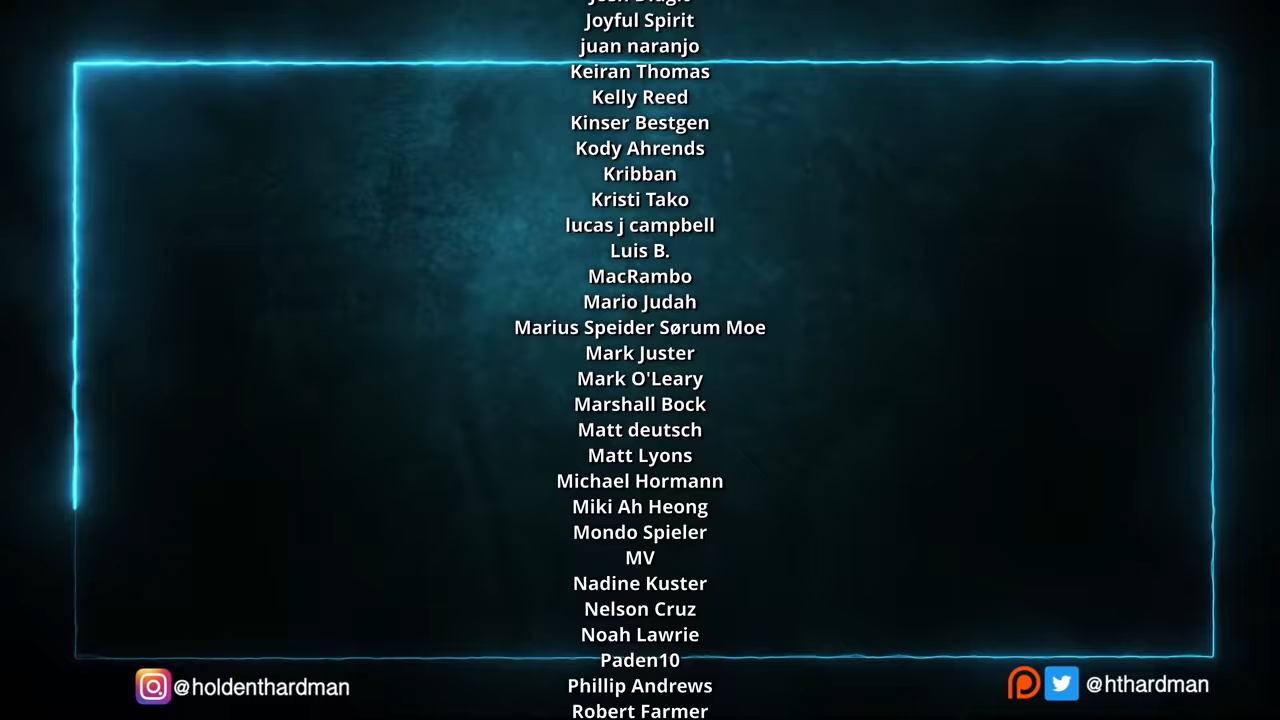 Joyful Spirit
juan naranjo
Keiran Thomas
Kelly Reed
Kinser Bestgen
Kody Ahrends
Kribban
Kristi Tako
lucas j campbell
Luis B.
MacRambo
Mario Judah
Marius Speider Sørum Moe
Mark Juster
Mark O'Leary
Marshall Bock
Matt deutsch
Matt Lyons
Michael Hormann
Miki Ah Heong
Mondo Spieler
MV
Nadine Kuster
Nelson Cruz
Noah Lawrie
Paden10
Phillip Andrews
Robert Farmer
@holdenthardman
@hthardman